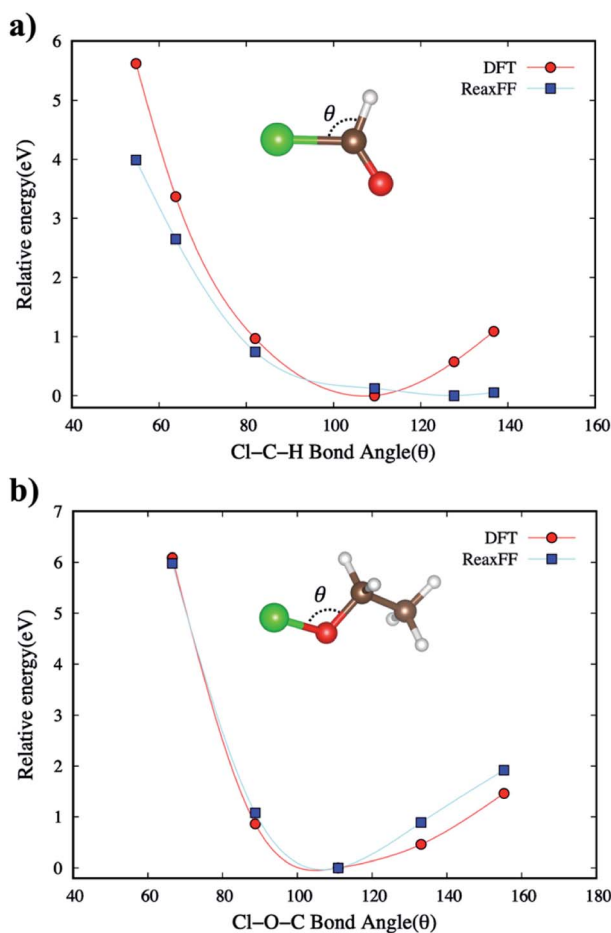 a)
Relative energy(eV)
6
5
4
3
2
1
0
40 60 80 100 120 140 160
Cl−C−H Bond Angle(θ)
DFT
ReaxFF
θ
b)
Relative energy(eV)
7
6
5
4
3
2
1
0
40 60 80 100 120 140 160 180
Cl−O−C Bond Angle(θ)
DFT
ReaxFF
θ